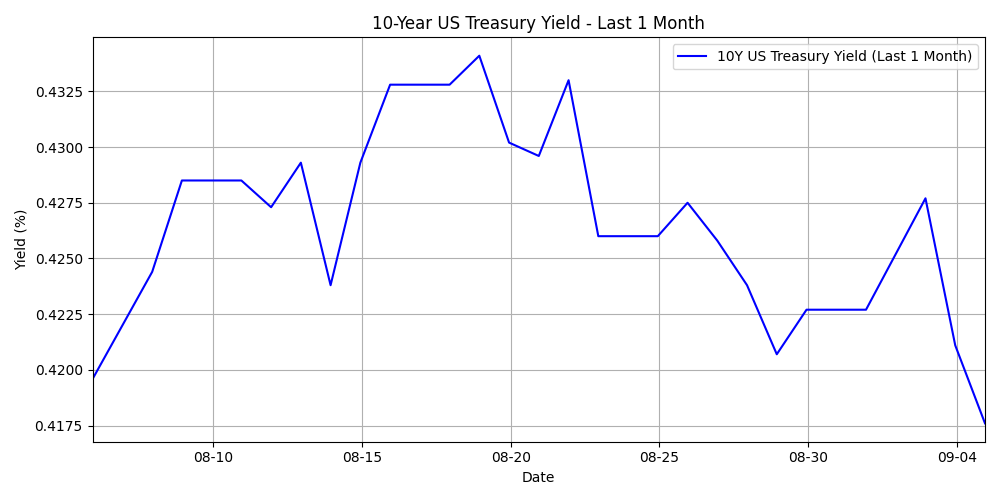 10-Year US Treasury Yield - Last 1 Month
10Y US Treasury Yield (Last 1 Month)
Yield (%)
0.4325
0.4300
0.4275
0.4250
0.4225
0.4200
0.4175
08-10 08-15 08-20 08-25 08-30 09-04
Date